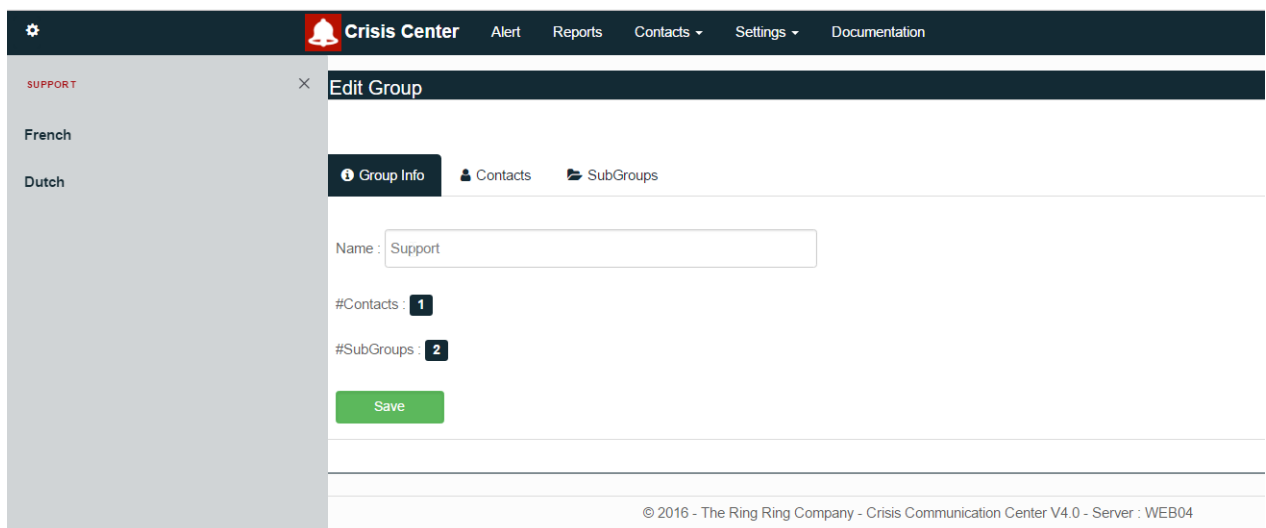 Crisis Center Alert Reports Contacts Settings Documentation
SUPPORT
French
Dutch
Edit Group
Group Info Contacts SubGroups
Name : Support
#Contacts : 1
#SubGroups : 2
Save
© 2016 - The Ring Ring Company - Crisis Communication Center V4.0 - Server : WEB04